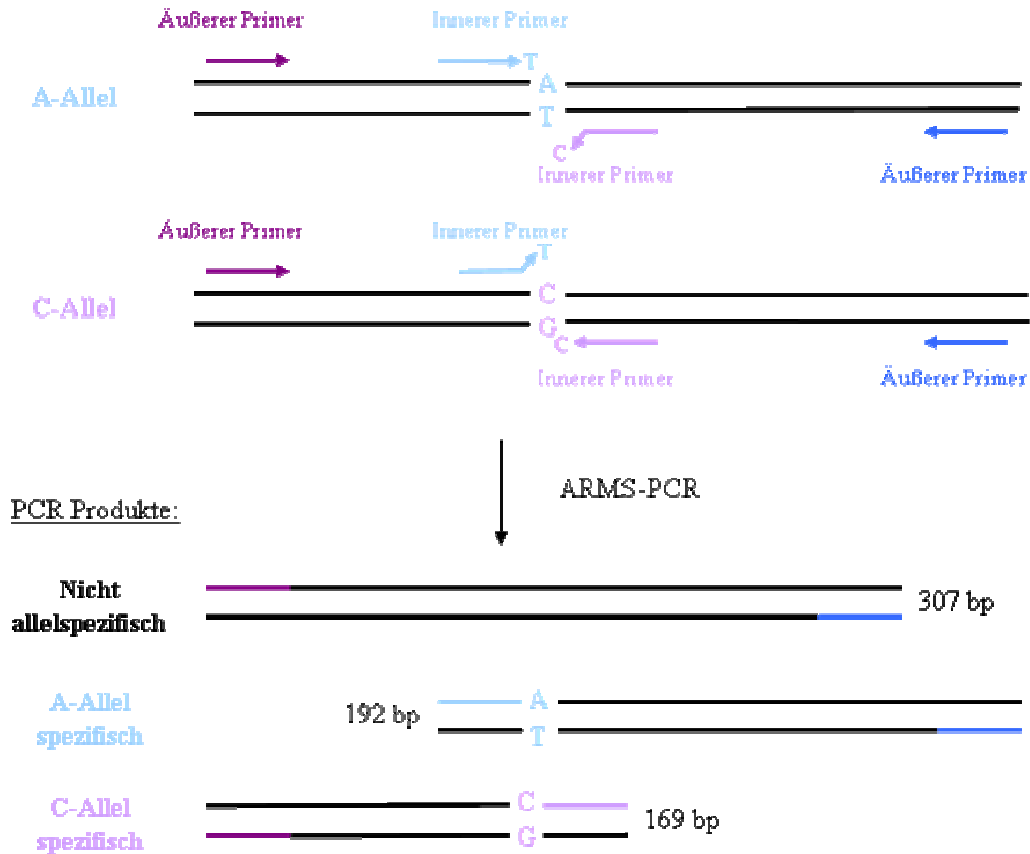 Äußerer Primer Innerer Primer
T
A-Allel A
T
C
Innerer Primer Äußerer Primer
Äußerer Primer Innerer Primer
T
C-Allel C
G
C
Innerer Primer Äußerer Primer
ARMS-PCR
PCR Produkte:
Nicht
allelspezifisch 307 bp
A-Allel A
spezifisch 192 bp T
C-Allel C
spezifisch G 169 bp